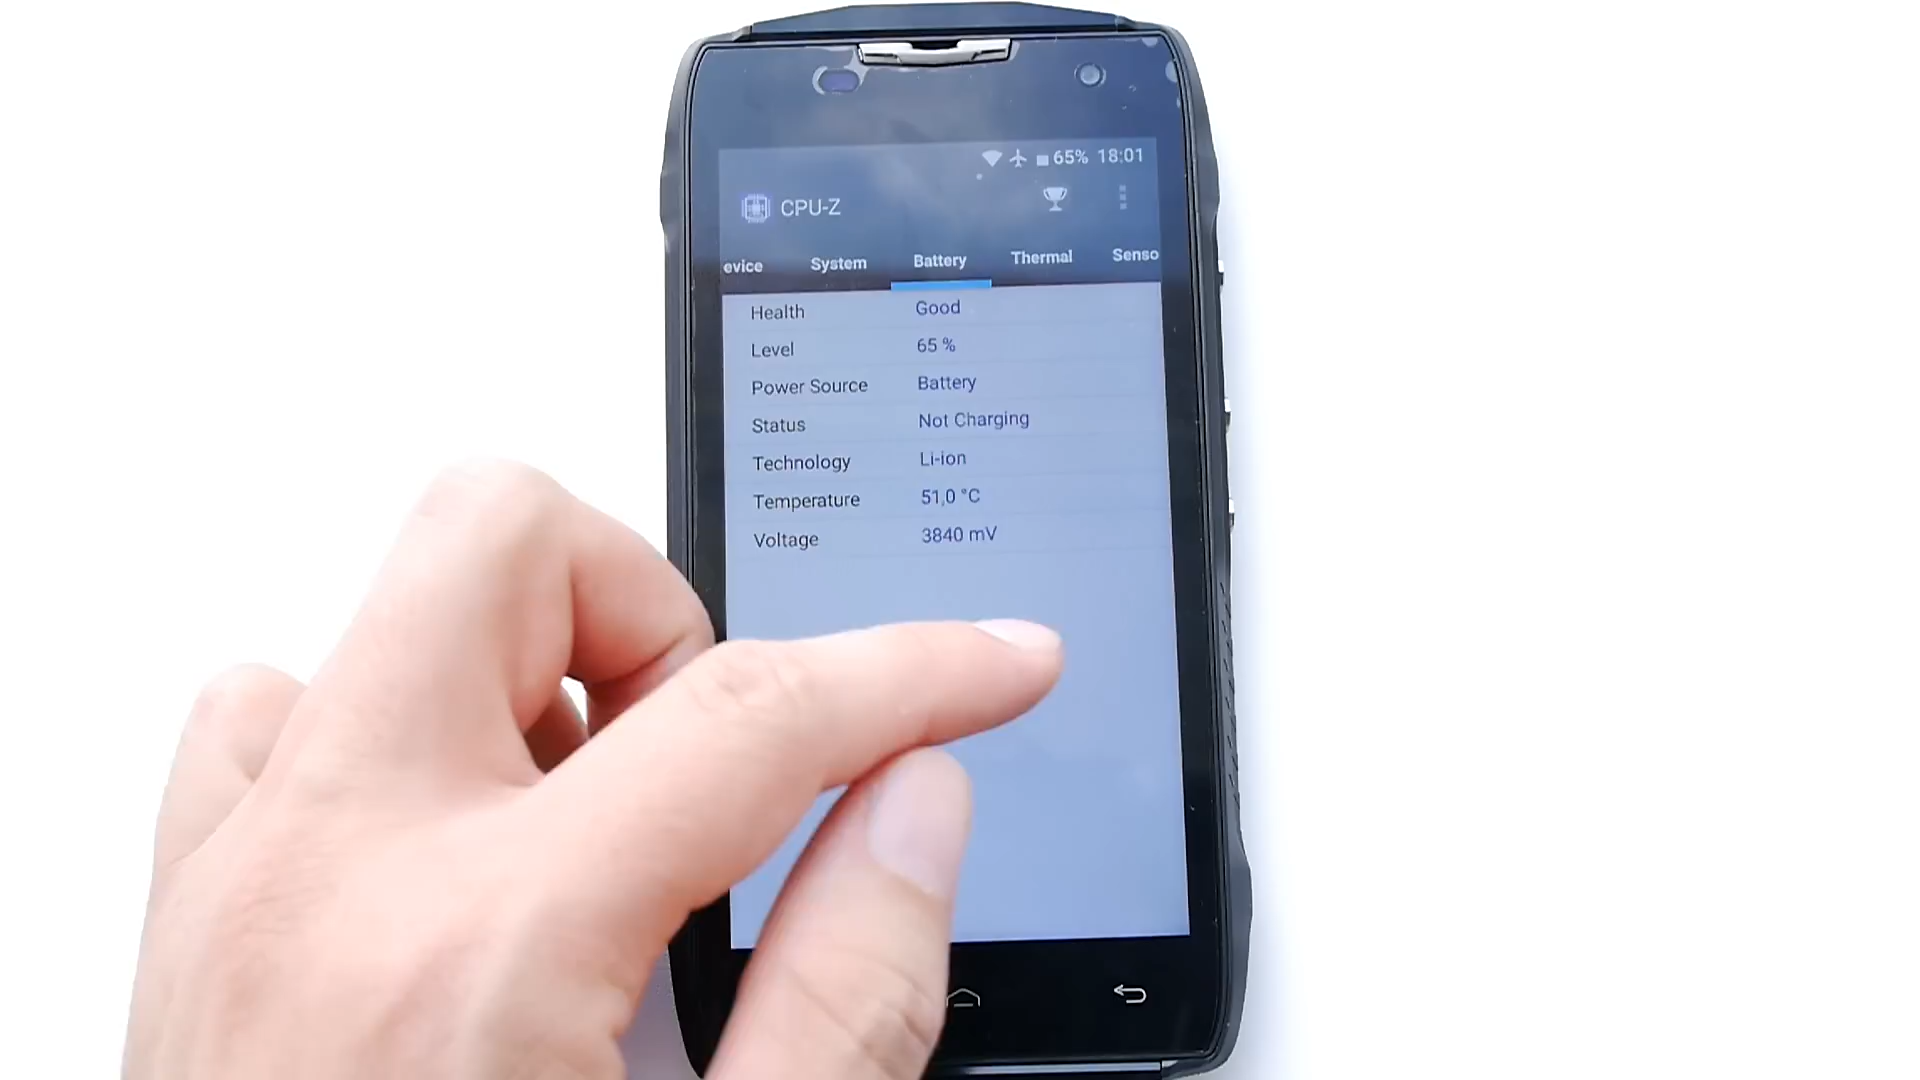 65% 18:01
CPU-Z
evice System Battery Thermal Senso
Health Good
Level 65 %
Power Source Battery
Status Not Charging
Technology Li-ion
Temperature 51,0 °C
Voltage 3840 mV